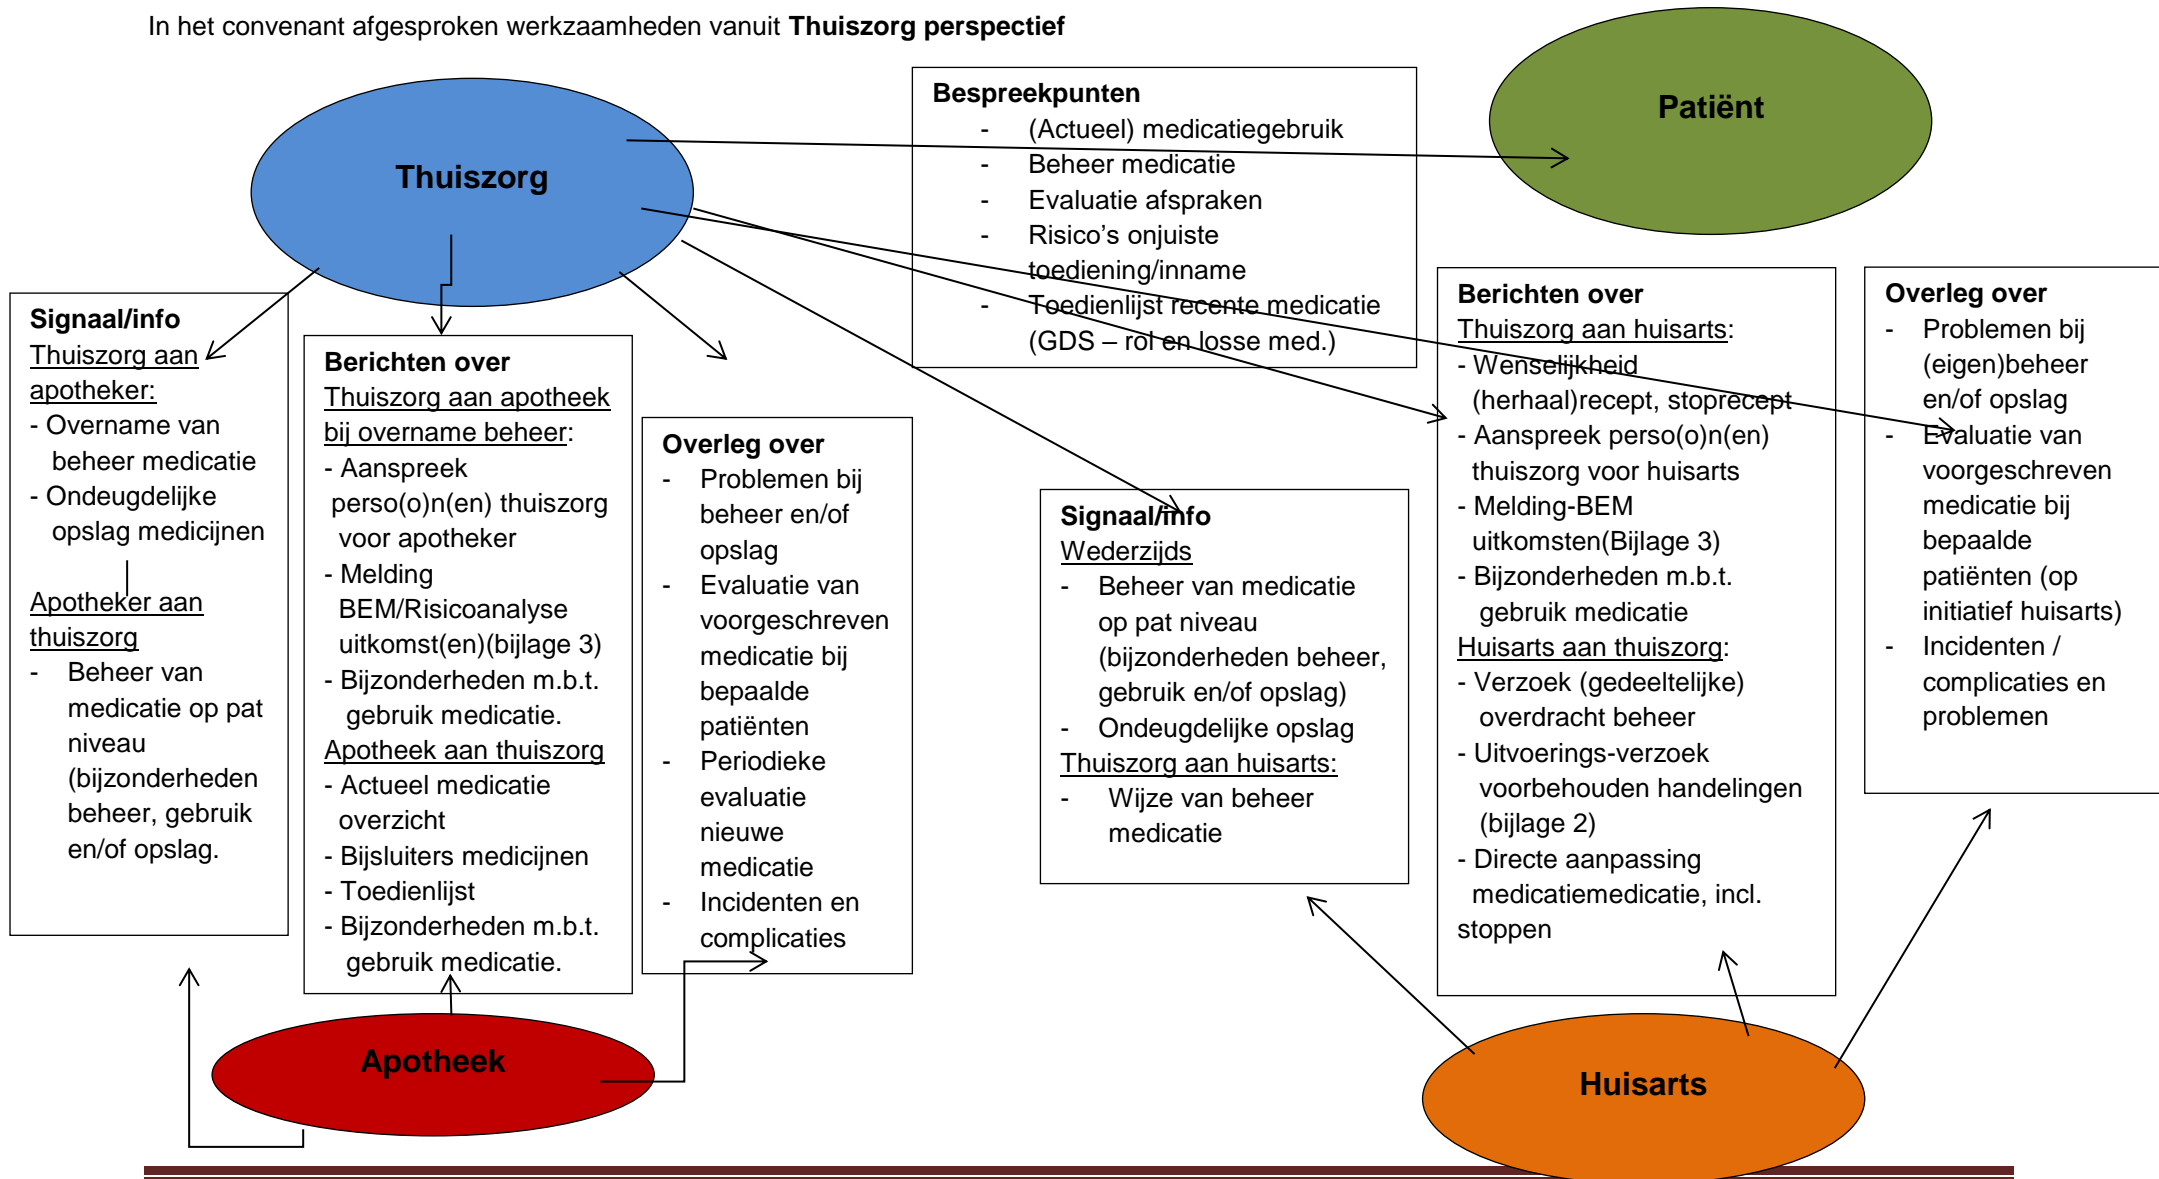 In het convenant afgesproken werkzaamheden vanuit Thuiszorg perspectief
Thuiszorg
Bespreekpunten
- (Actueel) medicatiegebruik
- Beheer medicatie
- Evaluatie afspraken
- Risico’s onjuiste
toediening/inname
- Toedienlijst recente medicatie
(GDS – rol en losse med.)
Patiënt
Signaal/info
Thuiszorg aan
apotheker:
- Overname van
beheer medicatie
- Ondeugdelijke
opslag medicijnen
Apotheker aan
thuiszorg
- Beheer van
medicatie op pat
niveau
(bijzonderheden
beheer, gebruik
en/of opslag.
Berichten over
Thuiszorg aan apotheek
bij overname beheer:
- Aanspreek
perso(o)n(en) thuiszorg
voor apotheker
- Melding
BEM/Risicoanalyse
uitkomst(en)(bijlage 3)
- Bijzonderheden m.b.t.
gebruik medicatie.
Apotheek aan thuiszorg
- Actueel medicatie
overzicht
- Bijsluiters medicijnen
- Toedienlijst
- Bijzonderheden m.b.t.
gebruik medicatie.
Overleg over
- Problemen bij
beheer en/of
opslag
- Evaluatie van
voorgeschreven
medicatie bij
bepaalde
patiënten
- Periodieke
evaluatie
nieuwe
medicatie
- Incidenten en
complicaties
Signaal/info
Wederzijds
- Beheer van medicatie
op pat niveau
(bijzonderheden beheer,
gebruik en/of opslag)
- Ondeugdelijke opslag
Thuiszorg aan huisarts:
- Wijze van beheer
medicatie
Berichten over
Thuiszorg aan huisarts:
- Wenselijkheid
(herhaal)recept, stoprecept
- Aanspreek perso(o)n(en)
thuiszorg voor huisarts
- Melding-BEM
uitkomsten(Bijlage 3)
- Bijzonderheden m.b.t.
gebruik medicatie
Huisarts aan thuiszorg:
- Verzoek (gedeeltelijke)
overdracht beheer
- Uitvoerings-verzoek
voorbehouden handelingen
(bijlage 2)
- Directe aanpassing
medicatiemedicatie, incl.
stoppen
Overleg over
- Problemen bij
(eigen)beheer
en/of opslag
- Evaluatie van
voorgeschreven
medicatie bij
bepaalde
patiënten (op
initiatief huisarts)
- Incidenten /
complicaties en
problemen
Apotheek
Huisarts